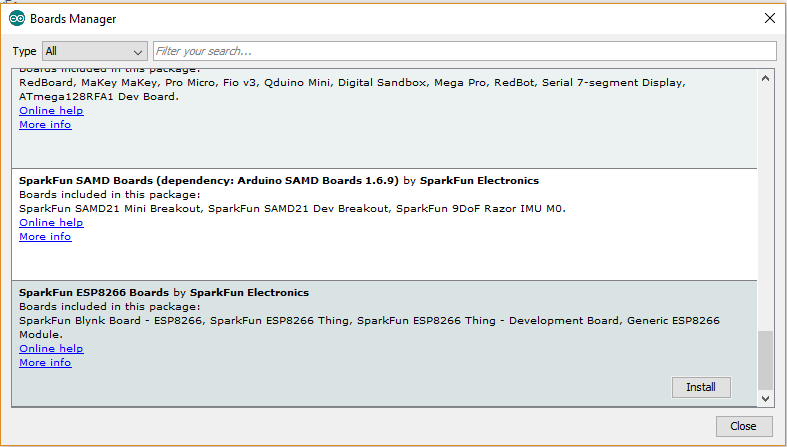 Boards Manager
Type All Filter your search...
Boards included in this package:
RedBoard, MaKey MaKey, Pro Micro, Fio v3, Qduino Mini, Digital Sandbox, Mega Pro, RedBot, Serial 7-segment Display,
ATmega128RFA1 Dev Board.
Online help
More info
SparkFun SAMD Boards (dependency: Arduino SAMD Boards 1.6.9) by SparkFun Electronics
Boards included in this package:
SparkFun SAMD21 Mini Breakout, SparkFun SAMD21 Dev Breakout, SparkFun 9DoF Razor IMU M0.
Online help
More info
SparkFun ESP8266 Boards by SparkFun Electronics
Boards included in this package:
SparkFun Blynk Board - ESP8266, SparkFun ESP8266 Thing, SparkFun ESP8266 Thing - Development Board, Generic ESP8266
Module.
Online help
More info
Install
Close